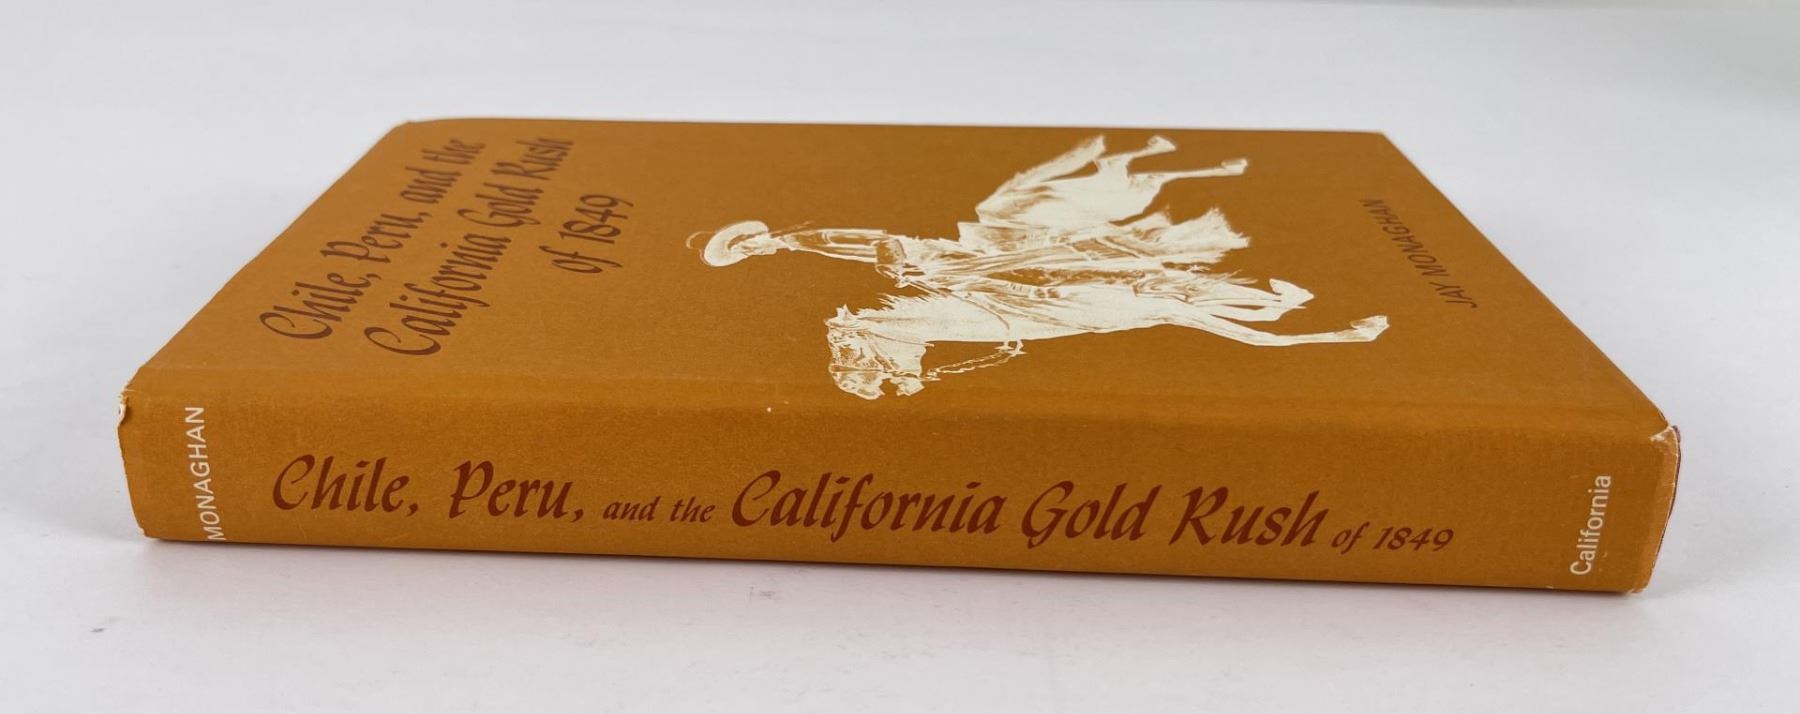 Chile, Peru, and the
California Gold Rush
of 1849
JAY MONAGHAN
MONAGHAN
Chile, Peru, and the California Gold Rush of 1849
California